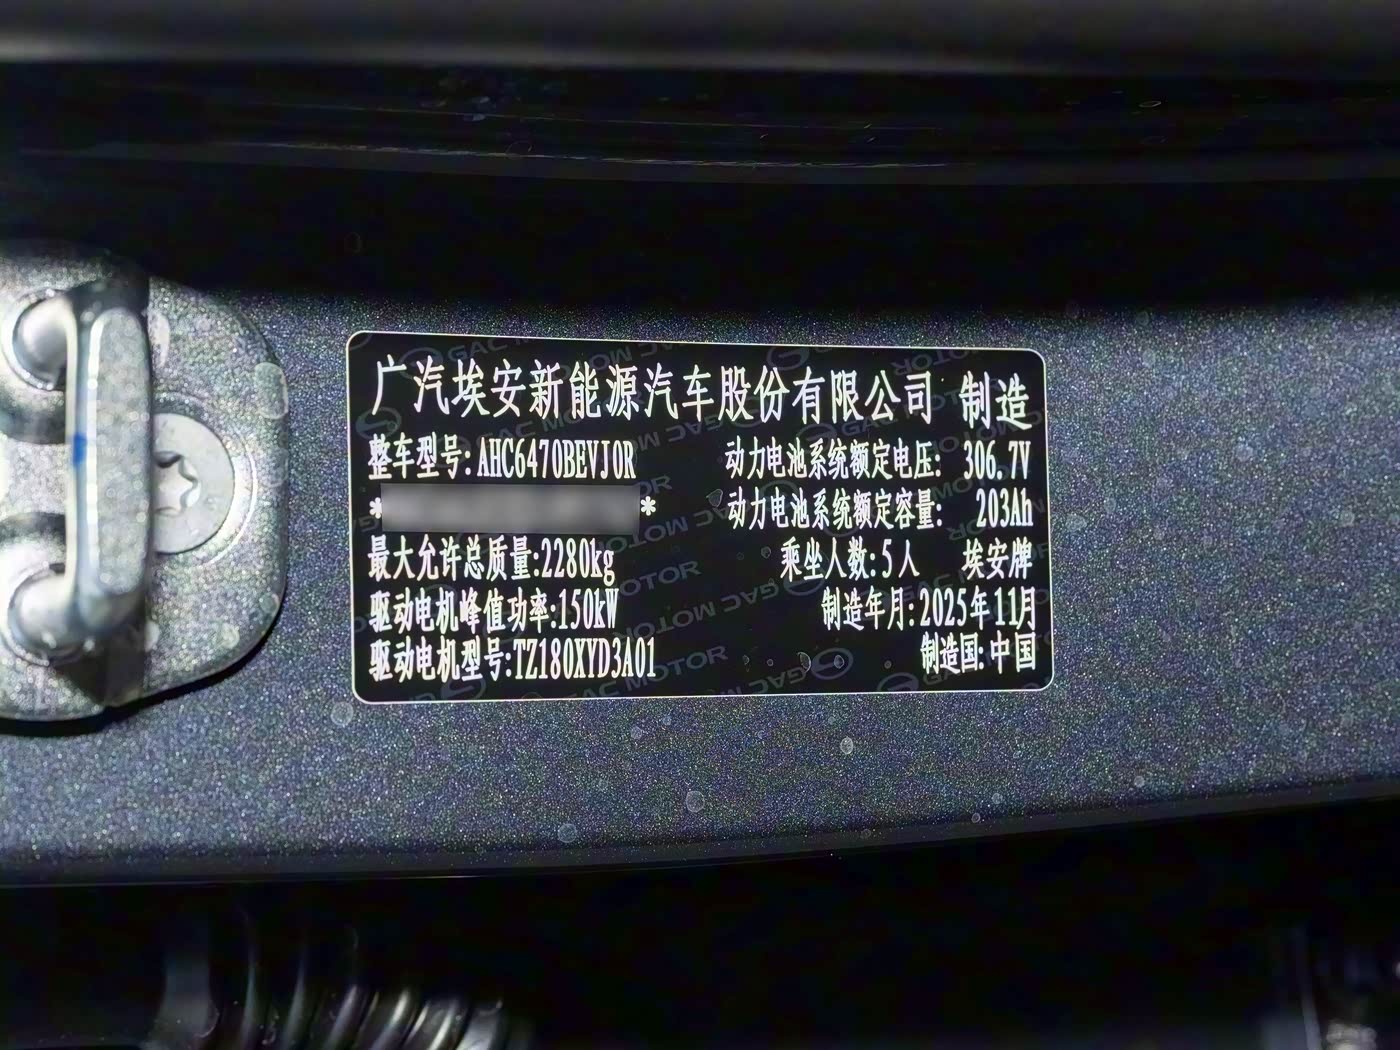 广汽埃安新能源汽车股份有限公司 制造
整车型号:AHC6470BEVJ0R 动力电池系统额定电压: 306.7V
* * 动力电池系统额定容量: 203Ah
最大允许总质量:2280kg 乘坐人数:5人 埃安牌
驱动电机峰值功率:150kW 制造年月:2025年11月
驱动电机型号:TZ180XYD3A01 制造国:中国
GAC MOTOR